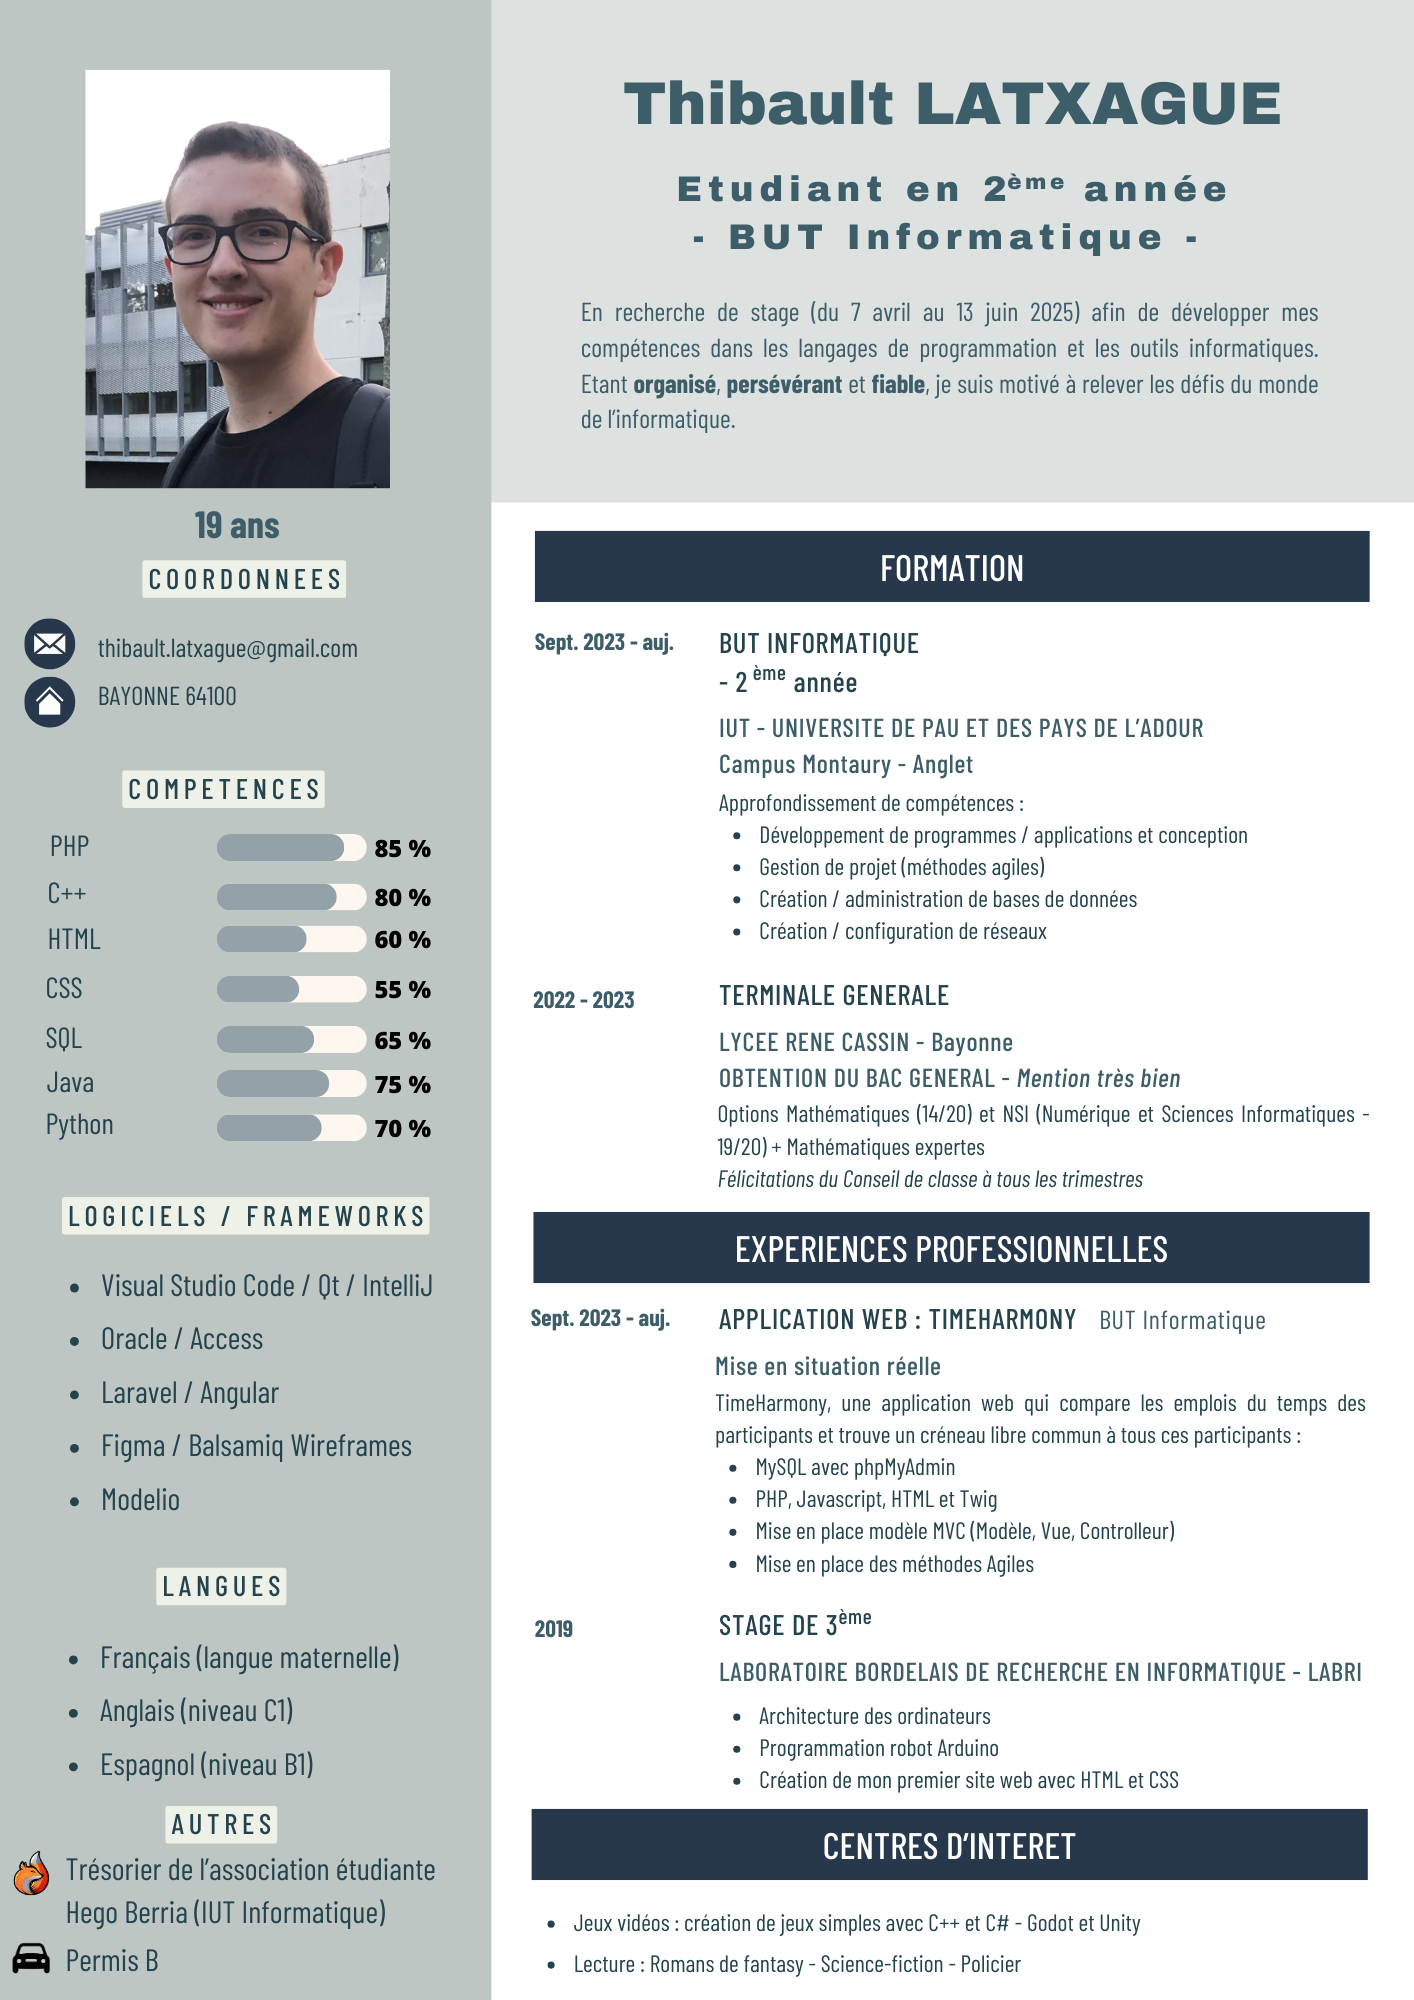 Thibault LATXAGUE
Etudiant en 2ème année
- BUT Informatique -
En recherche de stage (du 7 avril au 13 juin 2025) afin de développer mes
compétences dans les langages de programmation et les outils informatiques.
Etant organisé, persévérant et fiable, je suis motivé à relever les défis du monde
de l’informatique.
19 ans
COORDONNEES
thibault.latxague@gmail.com
BAYONNE 64100
COMPETENCES
PHP 85 %
C++ 80 %
HTML 60 %
CSS 55 %
SQL 65 %
Java 75 %
Python 70 %
LOGICIELS / FRAMEWORKS
• Visual Studio Code / Qt / IntelliJ
• Oracle / Access
• Laravel / Angular
• Figma / Balsamiq Wireframes
• Modelio
LANGUES
• Français (langue maternelle)
• Anglais (niveau C1)
• Espagnol (niveau B1)
AUTRES
Trésorier de l’association étudiante
Hego Berria (IUT Informatique)
Permis B
FORMATION
Sept. 2023 - auj. BUT INFORMATIQUE
- 2 ème année
IUT - UNIVERSITE DE PAU ET DES PAYS DE L’ADOUR
Campus Montaury - Anglet
Approfondissement de compétences :
• Développement de programmes / applications et conception
• Gestion de projet (méthodes agiles)
• Création / administration de bases de données
• Création / configuration de réseaux
2022 - 2023 TERMINALE GENERALE
LYCEE RENE CASSIN - Bayonne
OBTENTION DU BAC GENERAL - Mention très bien
Options Mathématiques (14/20) et NSI (Numérique et Sciences Informatiques -
19/20) + Mathématiques expertes
Félicitations du Conseil de classe à tous les trimestres
EXPERIENCES PROFESSIONNELLES
Sept. 2023 - auj. APPLICATION WEB : TIMEHARMONY BUT Informatique
Mise en situation réelle
TimeHarmony, une application web qui compare les emplois du temps des
participants et trouve un créneau libre commun à tous ces participants :
• MySQL avec phpMyAdmin
• PHP, Javascript, HTML et Twig
• Mise en place modèle MVC (Modèle, Vue, Controlleur)
• Mise en place des méthodes Agiles
2019 STAGE DE 3ème
LABORATOIRE BORDELAIS DE RECHERCHE EN INFORMATIQUE - LABRI
• Architecture des ordinateurs
• Programmation robot Arduino
• Création de mon premier site web avec HTML et CSS
CENTRES D’INTERET
• Jeux vidéos : création de jeux simples avec C++ et C# - Godot et Unity
• Lecture : Romans de fantasy - Science-fiction - Policier